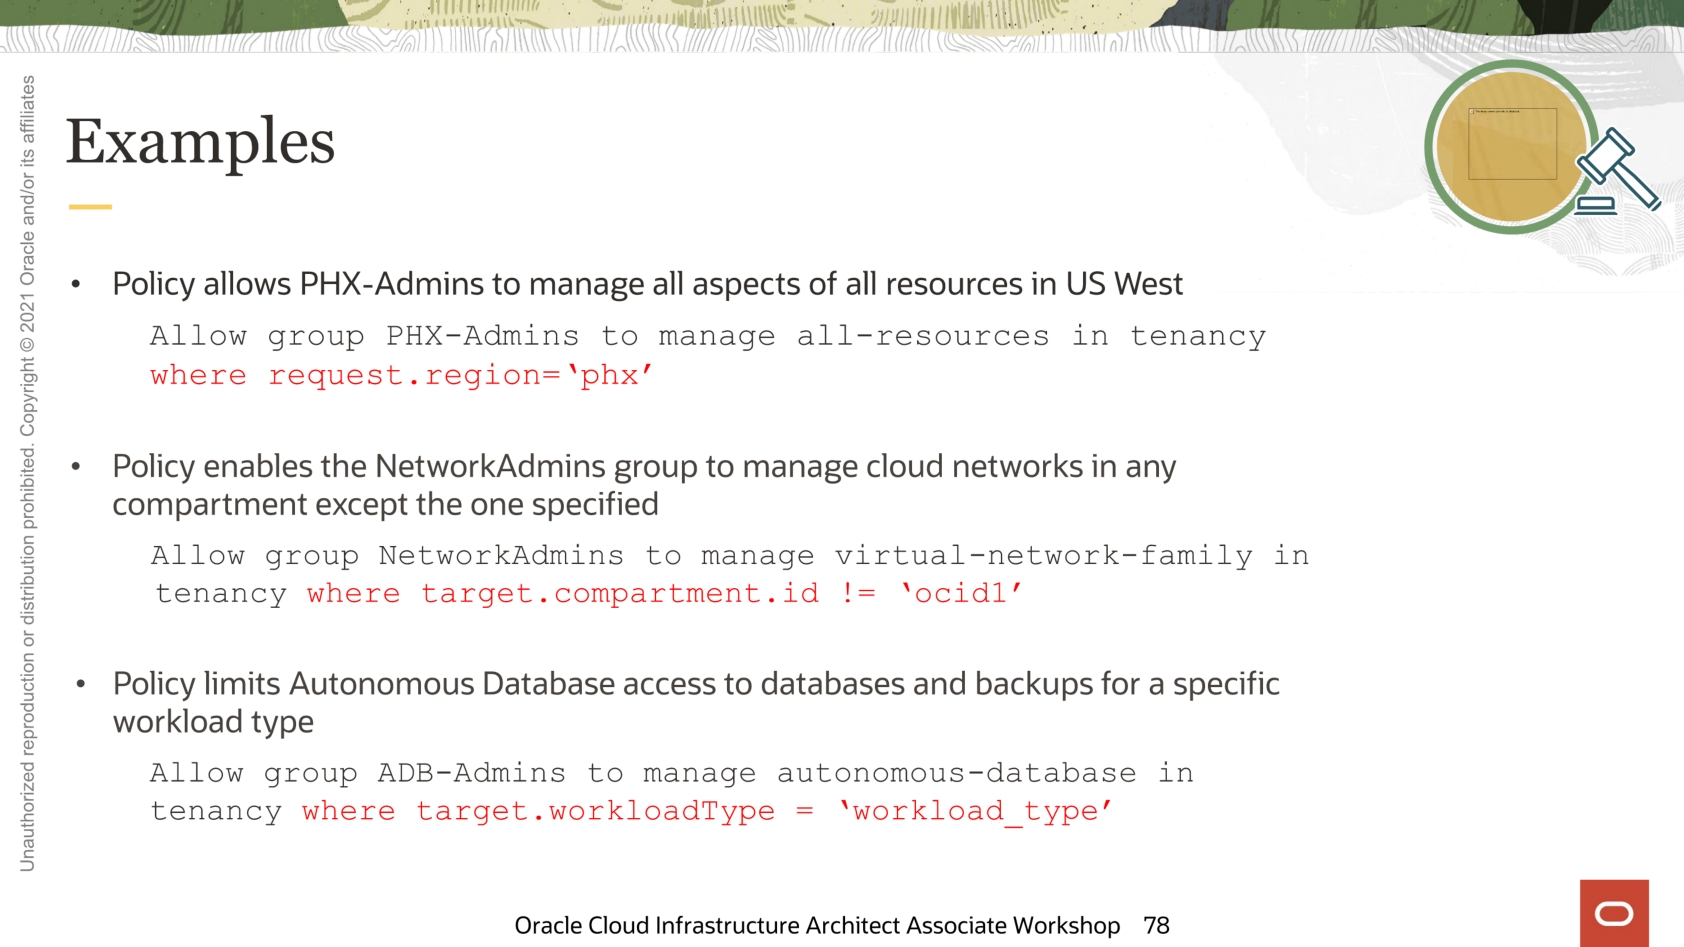 Examples
• Policy allows PHX-Admins to manage all aspects of all resources in US West
Allow group PHX-Admins to manage all-resources in tenancy
where request.region=‘phx’
• Policy enables the NetworkAdmins group to manage cloud networks in any
compartment except the one specified
Allow group NetworkAdmins to manage virtual-network-family in
tenancy where target.compartment.id != ‘ocid1’
• Policy limits Autonomous Database access to databases and backups for a specific
workload type
Allow group ADB-Admins to manage autonomous-database in
tenancy where target.workloadType = ‘workload_type’
Oracle Cloud Infrastructure Architect Associate Workshop 78
Unauthorized reproduction or distribution prohibited. Copyright © 2021 Oracle and/or its affiliates